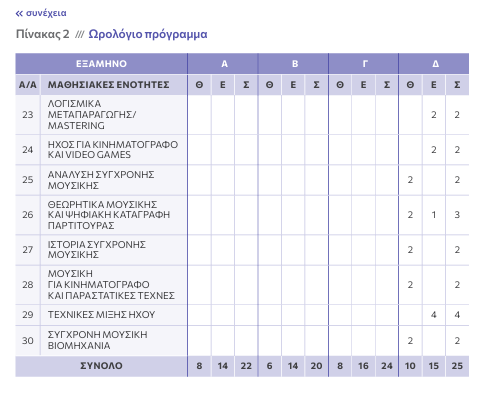 ‹‹ συνέχεια
Πίνακας 2 /// Ωρολόγιο πρόγραμμα
ΕΞΑΜΗΝΟ Α Β Γ Δ
Α/Α ΜΑΘΗΣΙΑΚΕΣ ΕΝΟΤΗΤΕΣ Θ Ε Σ Θ Ε Σ Θ Ε Σ Θ Ε Σ
23 ΛΟΓΙΣΜΙΚΑ
ΜΕΤΑΠΑΡΑΓΩΓΗΣ/
MASTERING 2 2
24 ΗΧΟΣ ΓΙΑ ΚΙΝΗΜΑΤΟΓΡΑΦΟ
ΚΑΙ VIDEO GAMES 2 2
25 ΑΝΑΛΥΣΗ ΣΥΓΧΡΟΝΗΣ
ΜΟΥΣΙΚΗΣ 2 2
26 ΘΕΩΡΗΤΙΚΑ ΜΟΥΣΙΚΗΣ
ΚΑΙ ΨΗΦΙΑΚΗ ΚΑΤΑΓΡΑΦΗ
ΠΑΡΤΙΤΟΥΡΑΣ 2 1 3
27 ΙΣΤΟΡΙΑ ΣΥΓΧΡΟΝΗΣ
ΜΟΥΣΙΚΗΣ 2 2
28 ΜΟΥΣΙΚΗ
ΓΙΑ ΚΙΝΗΜΑΤΟΓΡΑΦΟ
ΚΑΙ ΠΑΡΑΣΤΑΤΙΚΕΣ ΤΕΧΝΕΣ 2 2
29 ΤΕΧΝΙΚΕΣ ΜΙΞΗΣ ΗΧΟΥ 4 4
30 ΣΥΓΧΡΟΝΗ ΜΟΥΣΙΚΗ
ΒΙΟΜΗΧΑΝΙΑ 2 2
ΣΥΝΟΛΟ 8 14 22 6 14 20 8 16 24 10 15 25